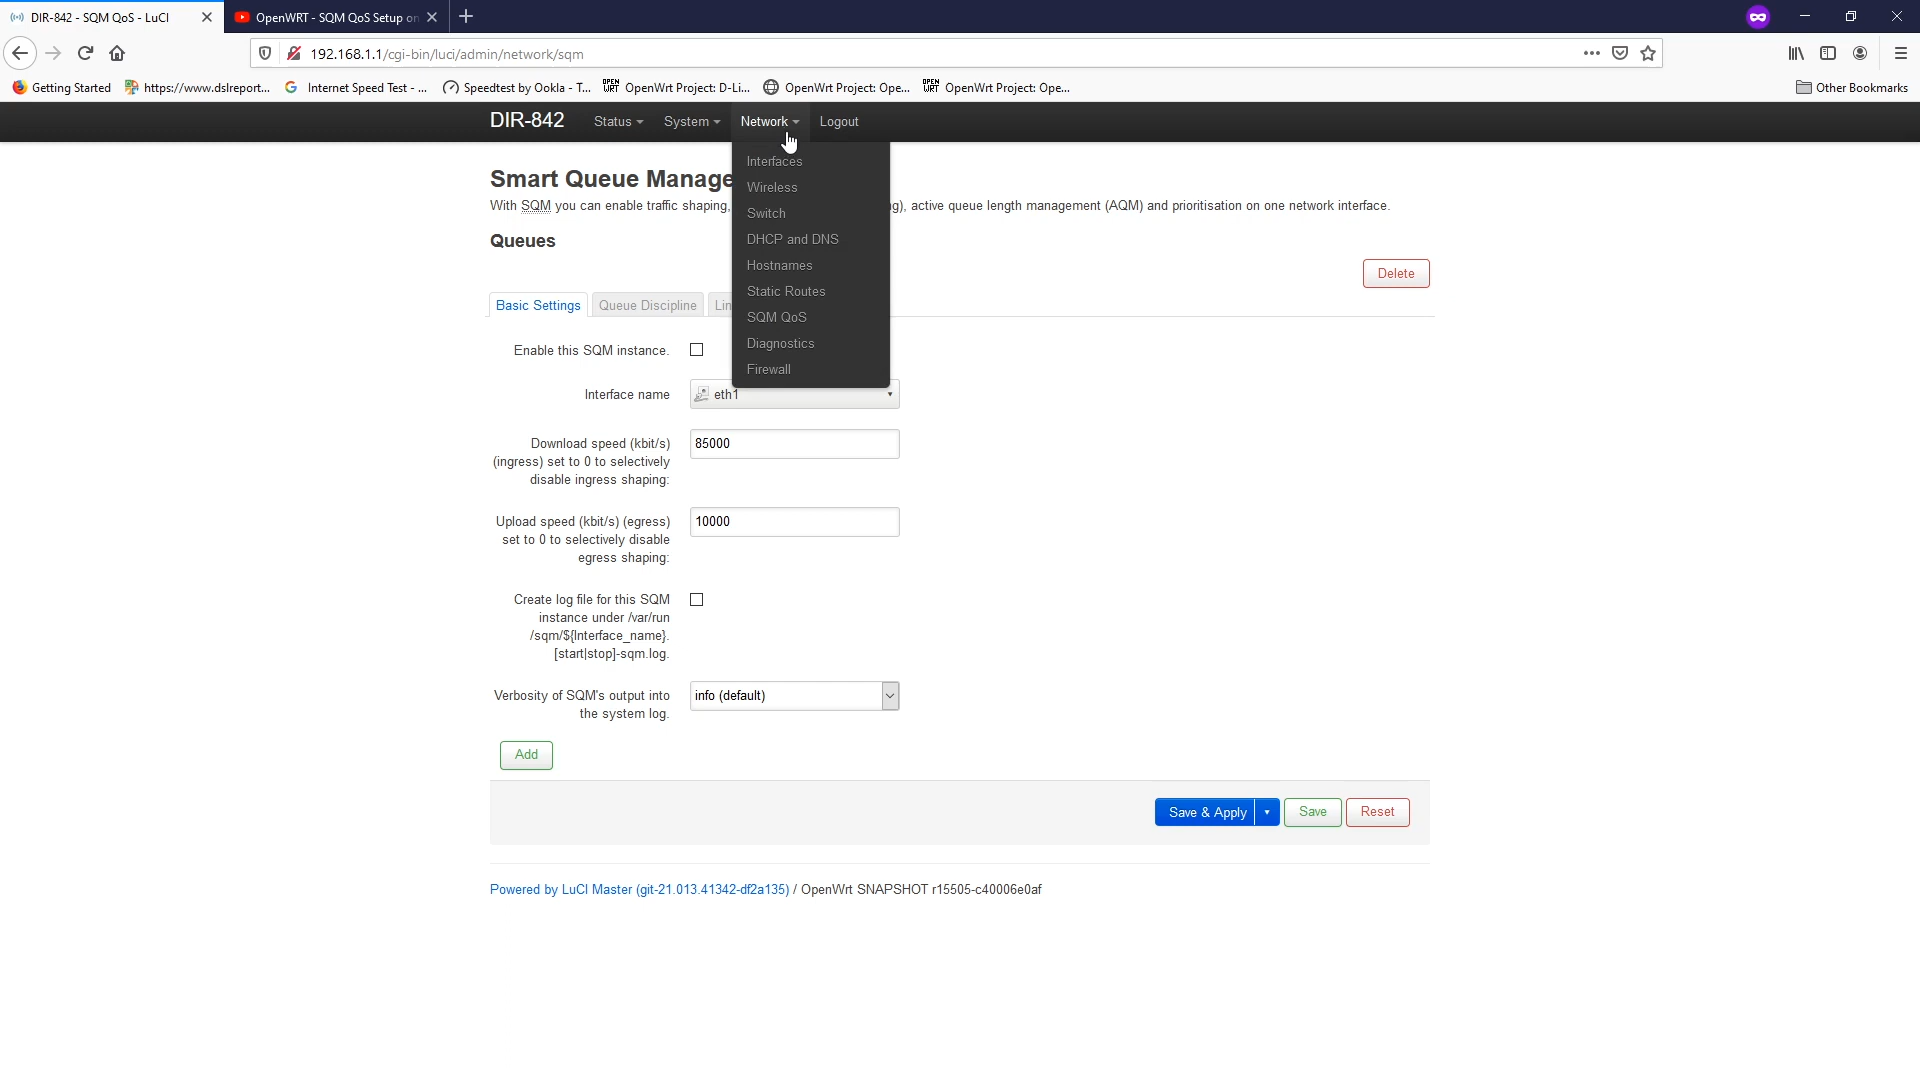 DIR-842 - SQM QoS - LuCI
OpenWRT - SQM QoS Setup on
192.168.1.1/cgi-bin/luci/admin/network/sqm
Getting Started https://www.dslreport... Internet Speed Test - ... Speedtest by Ookla - T... OpenWrt Project: D-Li... OpenWrt Project: Ope... OpenWrt Project: Ope... Other Bookmarks
DIR-842 Status System Network Logout
Interfaces
Wireless
Switch
DHCP and DNS
Hostnames
Static Routes
SQM QoS
Diagnostics
Firewall
Smart Queue Manage
With SQM you can enable traffic shaping, g), active queue length management (AQM) and prioritisation on one network interface.
Queues
Delete
Basic Settings Queue Discipline Lin
Enable this SQM instance.
Interface name eth1
Download speed (kbit/s) 85000
(ingress) set to 0 to selectively
disable ingress shaping:
Upload speed (kbit/s) (egress) 10000
set to 0 to selectively disable
egress shaping:
Create log file for this SQM
instance under /var/run
/sqm/${Interface_name}.
[start|stop]-sqm.log.
Verbosity of SQM's output into info (default)
the system log.
Add
Save & Apply Save Reset
Powered by LuCI Master (git-21.013.41342-df2a135) / OpenWrt SNAPSHOT r15505-c40006e0af